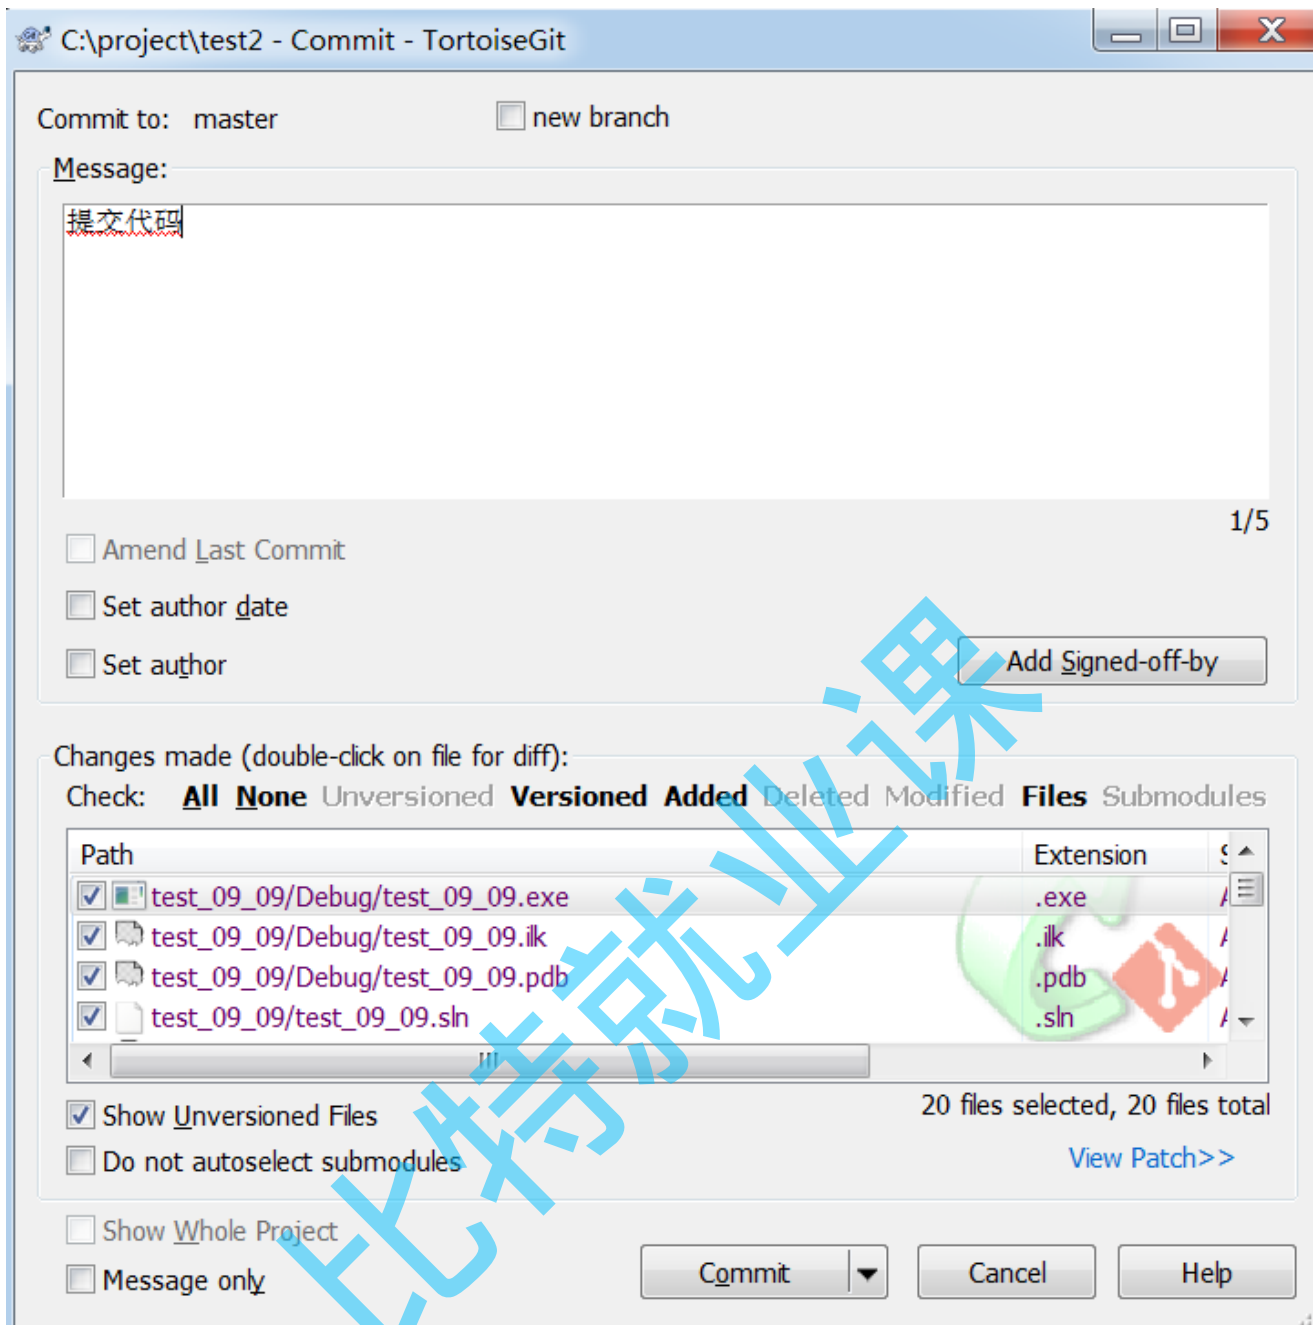 C:\project\test2 - Commit - TortoiseGit
Commit to: master
new branch
Message:
提交代码
1/5
Amend Last Commit
Set author date
Set author
Add Signed-off-by
Changes made (double-click on file for diff):
Check: All None Unversioned Versioned Added Deleted Modified Files Submodules
Path Extension
test_09_09/Debug/test_09_09.exe .exe
test_09_09/Debug/test_09_09.ilk .ilk
test_09_09/Debug/test_09_09.pdb .pdb
test_09_09/test_09_09.sln .sln
Show Unversioned Files
20 files selected, 20 files total
Do not autoselect submodules
View Patch>>
Show Whole Project
Message only
Commit
Cancel
Help
比特就业课